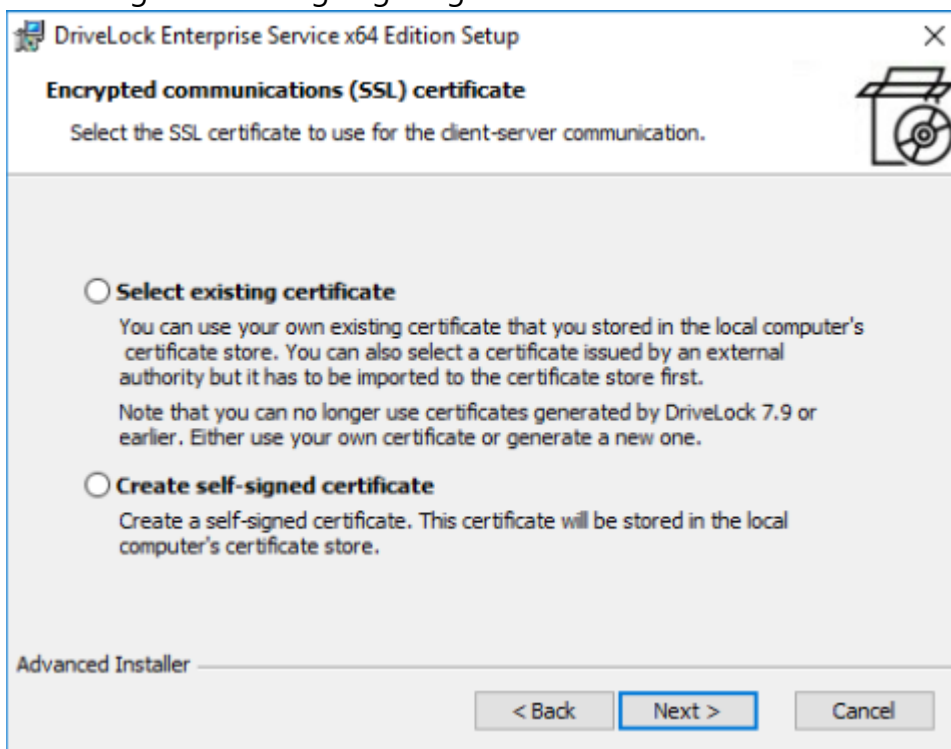 DriveLock Enterprise Service x64 Edition Setup
Encrypted communications (SSL) certificate
Select the SSL certificate to use for the client-server communication.
Select existing certificate
You can use your own existing certificate that you stored in the local computer's
certificate store. You can also select a certificate issued by an external
authority but it has to be imported to the certificate store first.
Note that you can no longer use certificates generated by DriveLock 7.9 or
earlier. Either use your own certificate or generate a new one.
Create self-signed certificate
Create a self-signed certificate. This certificate will be stored in the local
computer's certificate store.
Advanced Installer
< Back Next > Cancel